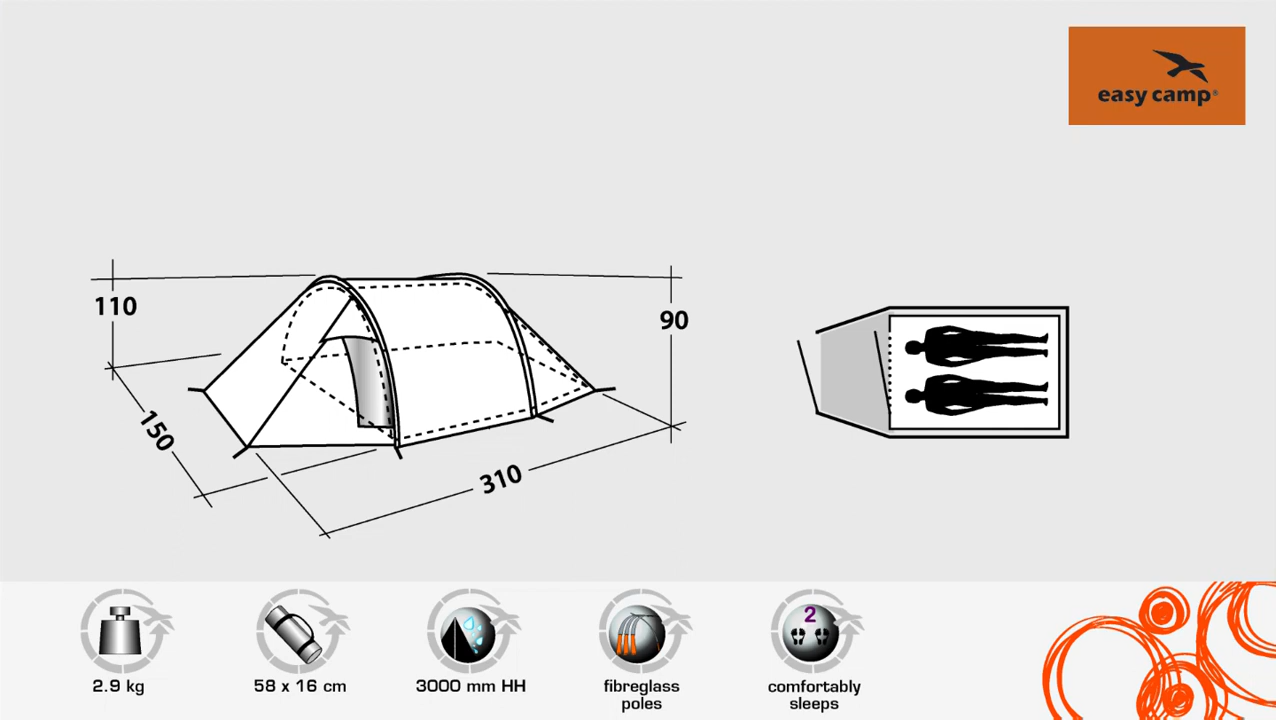 easy camp®
110
90
150
310
2
2.9 kg
58 x 16 cm
3000 mm HH
fibreglass
poles
comfortably
sleeps